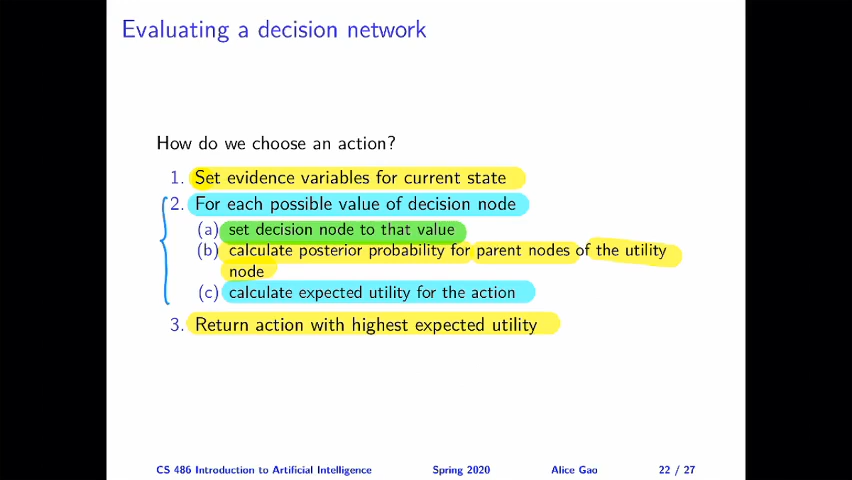 Evaluating a decision network
How do we choose an action?
1. Set evidence variables for current state
2. For each possible value of decision node
(a) set decision node to that value
(b) calculate posterior probability for parent nodes of the utility
node
(c) calculate expected utility for the action
3. Return action with highest expected utility
CS 486 Introduction to Artificial Intelligence Spring 2020 Alice Gao 22 / 27